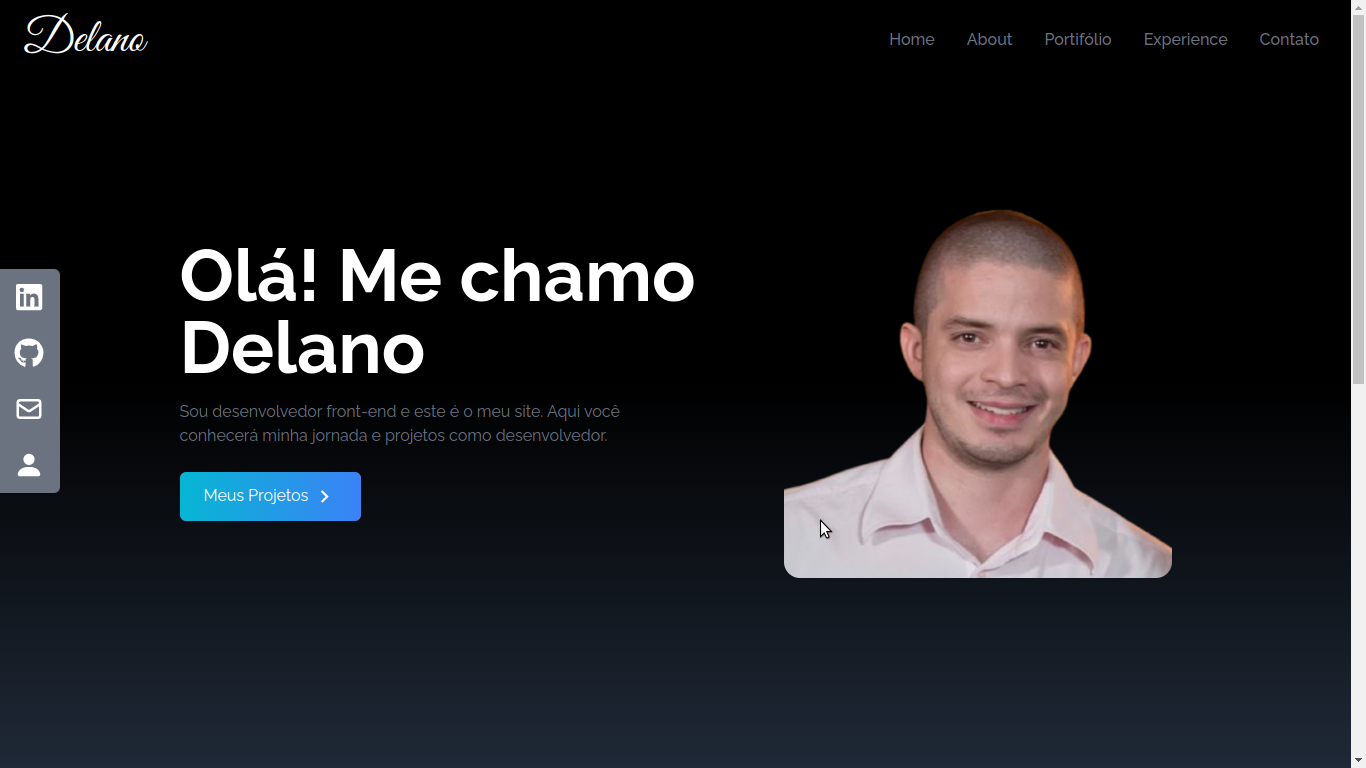 Delano
Home About Portifólio Experience Contato
Olá! Me chamo
Delano
Sou desenvolvedor front-end e este é o meu site. Aqui você
conhecerá minha jornada e projetos como desenvolvedor.
Meus Projetos
in